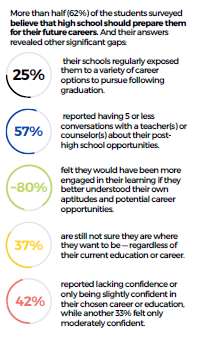 More than half (62%) of the students surveyed
believe that high school should prepare them
for their future careers. And their answers
revealed other significant gaps:
25%
their schools regularly exposed
them to a variety of career
options to pursue following
graduation.
57%
reported having 5 or less
conversations with a teacher(s) or
counselor(s) about their post-
high school opportunities.
~80%
felt they would have been more
engaged in their learning if they
better understood their own
aptitudes and potential career
opportunities.
37%
are still not sure they are where
they want to be — regardless of
their current education or career.
42%
reported lacking confidence or
only being slightly confident in
their chosen career or education,
while another 33% felt only
moderately confident.